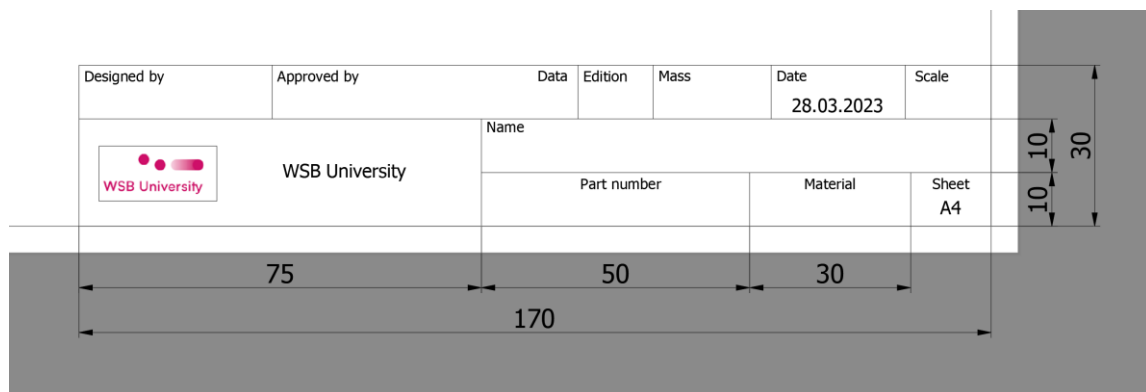 Designed by Approved by Data Edition Mass Date Scale
28.03.2023
Name
WSB University
WSB University
Part number Material Sheet
A4
10
10
30
75 50 30
170